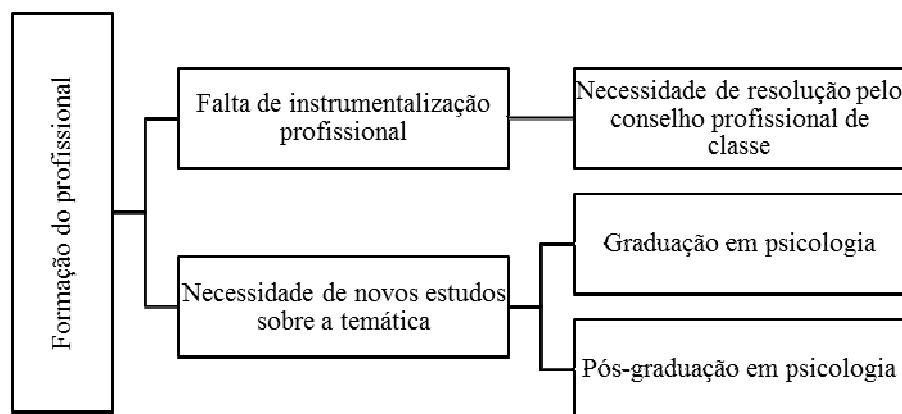 Formação do profissional
Falta de instrumentalização
profissional
Necessidade de resolução pelo
conselho profissional de
classe
Necessidade de novos estudos
sobre a temática
Graduação em psicologia
Pós-graduação em psicologia